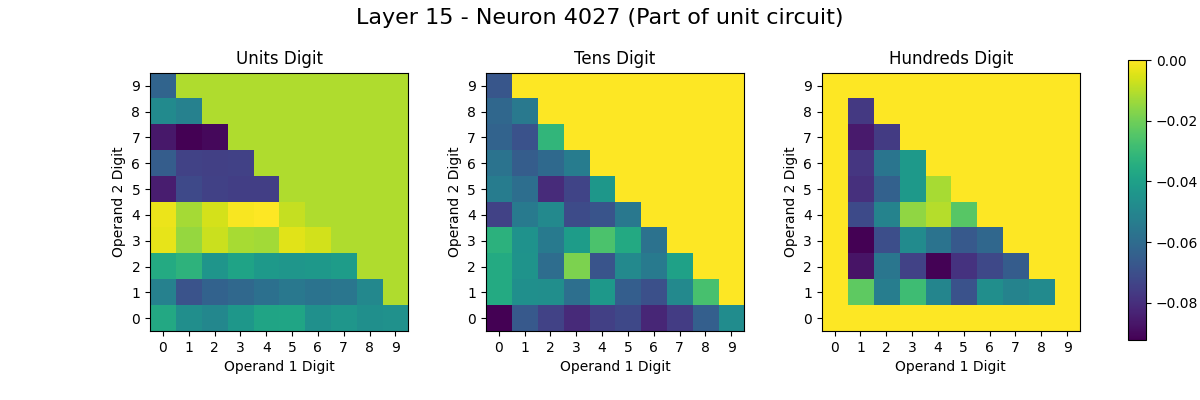 Layer 15 - Neuron 4027 (Part of unit circuit)
Units Digit
Operand 2 Digit
9
8
7
6
5
4
3
2
1
0
0 1 2 3 4 5 6 7 8 9
Operand 1 Digit
Tens Digit
Operand 2 Digit
9
8
7
6
5
4
3
2
1
0
0 1 2 3 4 5 6 7 8 9
Operand 1 Digit
Hundreds Digit
Operand 2 Digit
9
8
7
6
5
4
3
2
1
0
0 1 2 3 4 5 6 7 8 9
Operand 1 Digit
0.00
−0.02
−0.04
−0.06
−0.08